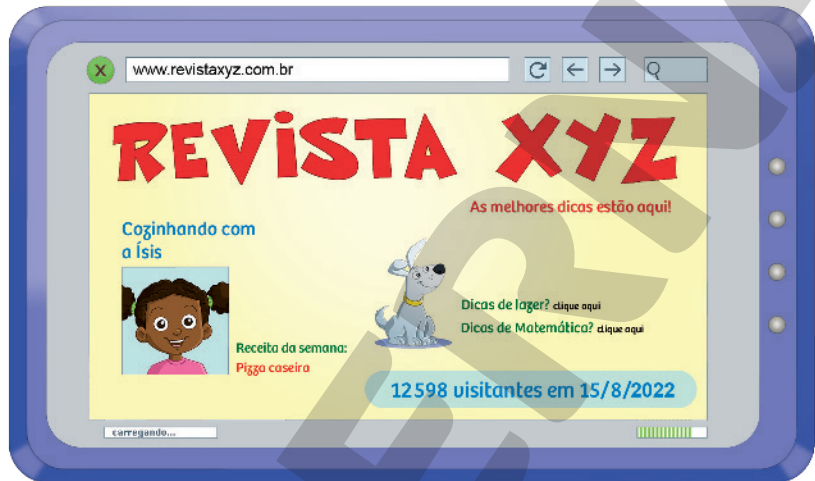 X www.revistaxyz.com.br
REVISTA XYZ
As melhores dicas estão aqui!
Cozinhando com
a Ísis
Dicas de lazer? clique aqui
Dicas de Matemática? clique aqui
Receita da semana:
Pizza caseira
12 598 visitantes em 15/8/2022
carregando...